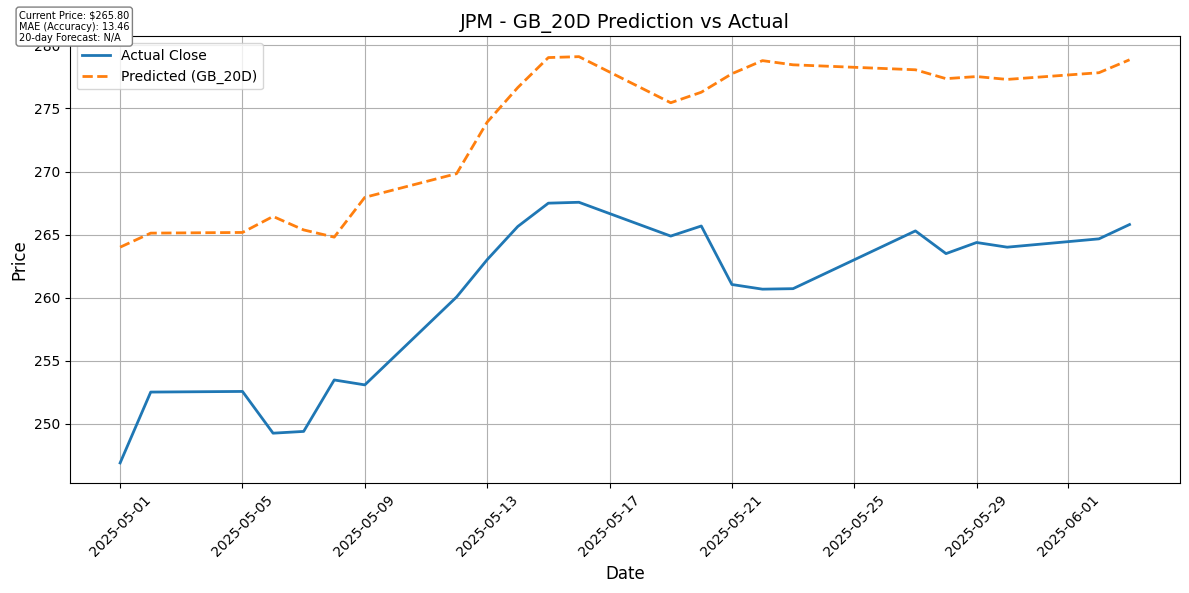 JPM - GB_20D Prediction vs Actual
Current Price: $265.80
MAE (Accuracy): 13.46
20-day Forecast: N/A
Actual Close
Predicted (GB_20D)
Price
280
275
270
265
260
255
250
2025-05-01
2025-05-05
2025-05-09
2025-05-13
2025-05-17
2025-05-21
2025-05-25
2025-05-29
2025-06-01
Date